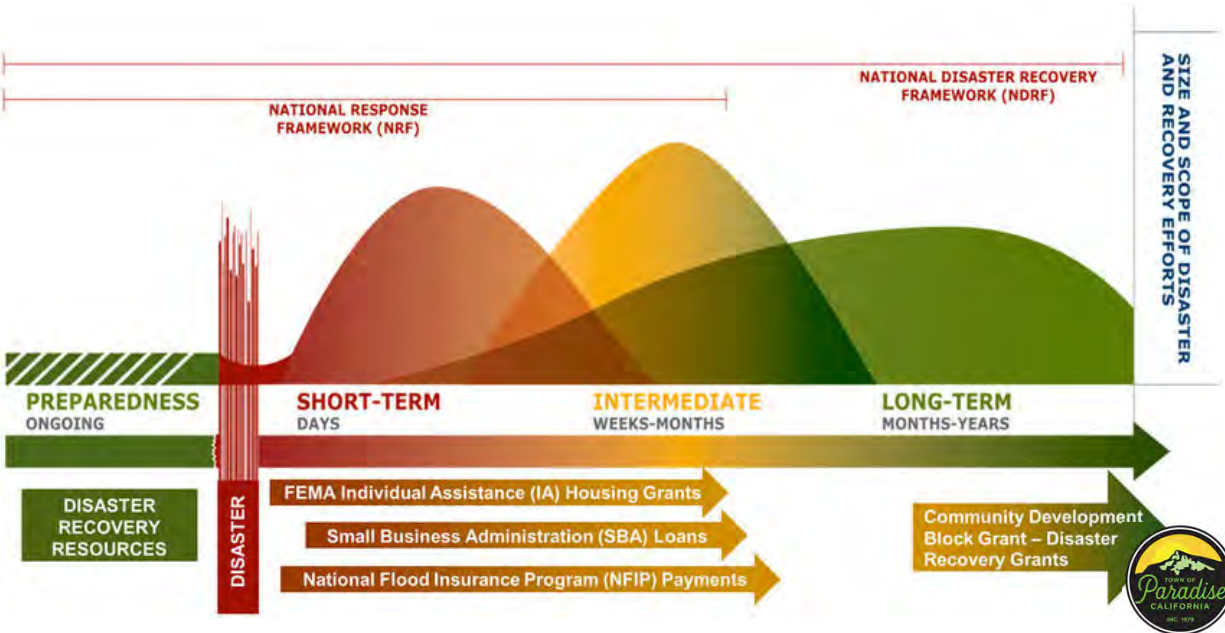 NATIONAL DISASTER RECOVERY
FRAMEWORK (NDRF)
NATIONAL RESPONSE
FRAMEWORK (NRF)
SIZE AND SCOPE OF DISASTER
AND RECOVERY EFFORTS
PREPAREDNESS
ONGOING
SHORT-TERM
DAYS
INTERMEDIATE
WEEKS-MONTHS
LONG-TERM
MONTHS-YEARS
DISASTER
RECOVERY
RESOURCES
DISASTER
FEMA Individual Assistance (IA) Housing Grants
Small Business Administration (SBA) Loans
National Flood Insurance Program (NFIP) Payments
Community Development
Block Grant – Disaster
Recovery Grants
TOWN OF
Paradise
CALIFORNIA
INC. 1979